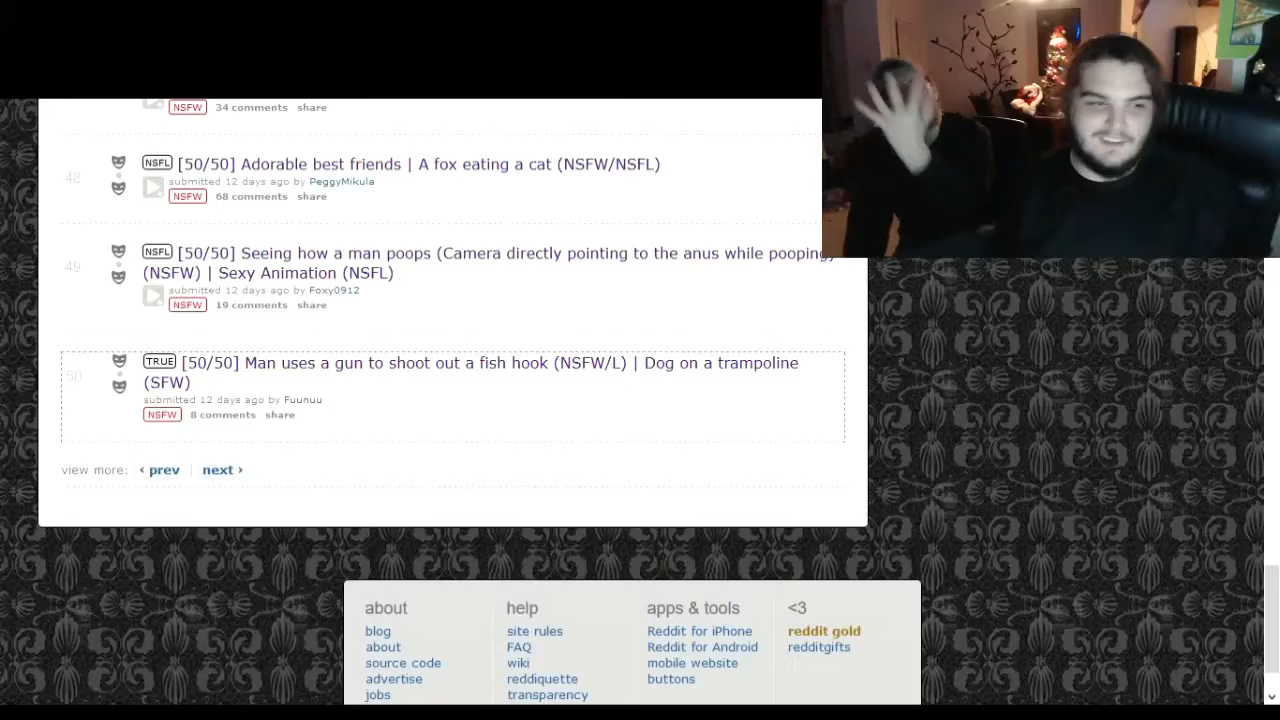 NSFW 34 comments share
48 NSFL [50/50] Adorable best friends | A fox eating a cat (NSFW/NSFL)
submitted 12 days ago by PeggyMikula
NSFW 68 comments share
49 NSFL [50/50] Seeing how a man poops (Camera directly pointing to the anus while pooping)
(NSFW) | Sexy Animation (NSFL)
submitted 12 days ago by Foxy0912
NSFW 19 comments share
50 TRUE [50/50] Man uses a gun to shoot out a fish hook (NSFW/L) | Dog on a trampoline
(SFW)
submitted 12 days ago by Fuunuu
NSFW 8 comments share
view more: ‹ prev next ›
about
blog
about
source code
advertise
jobs
help
site rules
FAQ
wiki
reddiquette
transparency
apps & tools
Reddit for iPhone
Reddit for Android
mobile website
buttons
<3
reddit gold
redditgifts